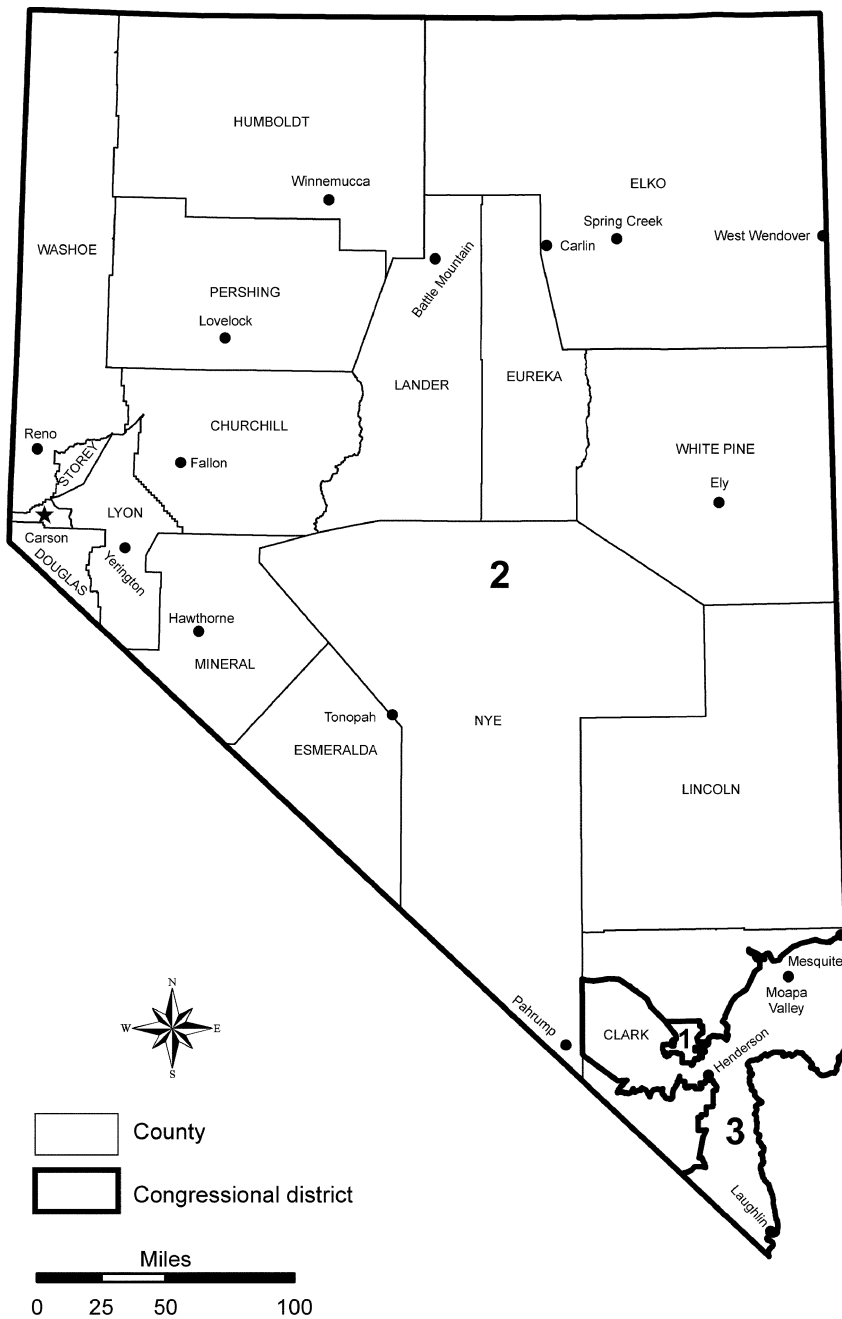 HUMBOLDT
Winnemucca
ELKO
Spring Creek
West Wendover
Carlin
WASHOE
Battle Mountain
PERSHING
Lovelock
LANDER
EUREKA
CHURCHILL
Reno
STOREY
Fallon
WHITE PINE
Ely
LYON
Carson
DOUGLAS
Yerington
2
Hawthorne
MINERAL
Tonopah
NYE
ESMERALDA
LINCOLN
Mesquite
Moapa
Valley
N
W
E
S
Pahrump
CLARK
1
Henderson
3
Laughlin
County
Congressional district
Miles
0 25 50 100